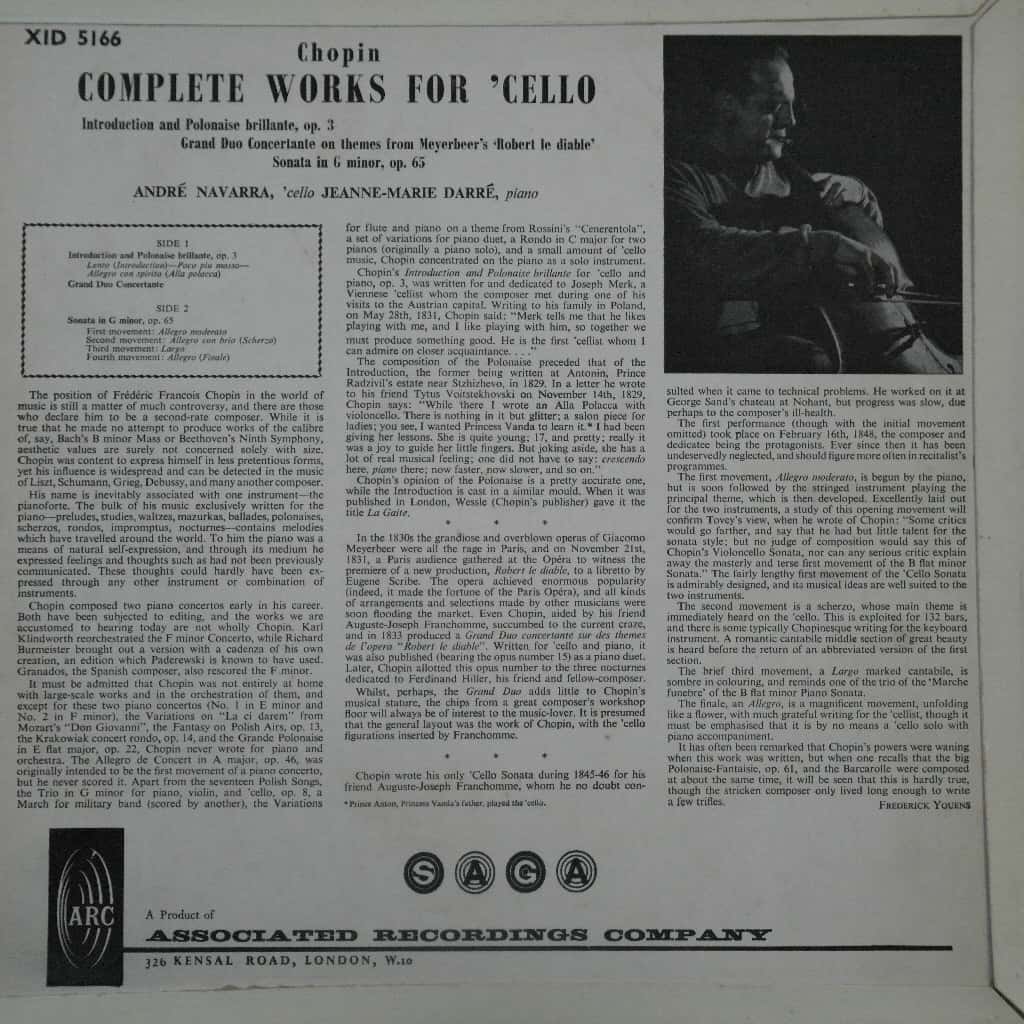 XID 5166
Chopin
COMPLETE WORKS FOR 'CELLO
Introduction and Polonaise brillante, op. 3
Grand Duo Concertante on themes from Meyerbeer's 'Robert le diable'
Sonata in G minor, op. 65
ANDRÉ NAVARRA, 'cello JEANNE-MARIE DARRÉ, piano
SIDE 1
Introduction and Polonaise brillante, op. 3
Lento (Introduction)—Poco piu mosso—
Allegro con spirito (Alla polacca)
Grand Duo Concertante
SIDE 2
Sonata in G minor, op. 65
First movement: Allegro moderato
Second movement: Allegro con brio (Scherzo)
Third movement: Largo
Fourth movement: Allegro (Finale)
The position of Frédéric Francois Chopin in the world of
music is still a matter of much controversy, and there are those
who declare him to be a second-rate composer. While it is
true that he made no attempt to produce works of the calibre
of, say, Bach's B minor Mass or Beethoven's Ninth Symphony,
aesthetic values are surely not concerned solely with size.
Chopin was content to express himself in less pretentious forms,
yet his influence is widespread and can be detected in the music
of Liszt, Schumann, Grieg, Debussy, and many another composer.
His name is inevitably associated with one instrument—the
pianoforte. The bulk of his music exclusively written for the
piano—preludes, studies, waltzes, mazurkas, ballades, polonaises,
scherzos, rondos, impromptus, nocturnes—contains melodies
which have travelled around the world. To him the piano was a
means of natural self-expression, and through its medium he
expressed feelings and thoughts such as had not been previously
communicated. These thoughts could hardly have been ex-
pressed through any other instrument or combination of
instruments.
Chopin composed two piano concertos early in his career.
Both have been subjected to editing, and the works we are
accustomed to hearing today are not wholly Chopin. Karl
Klindworth reorchestrated the F minor Concerto, while Richard
Burmeister brought out a version with a cadenza of his own
creation, an edition which Paderewski is known to have used.
Granados, the Spanish composer, also rescored the F minor.
It must be admitted that Chopin was not entirely at home
with large-scale works and in the orchestration of them, and
except for these two piano concertos (No. 1 in E minor and
No. 2 in F minor), the Variations on "La ci darem" from
Mozart's "Don Giovanni", the Fantasy on Polish Airs, op. 13,
the Krakowiak concert rondo, op. 14, and the Grande Polonaise
in E flat major, op. 22, Chopin never wrote for piano and
orchestra. The Allegro de Concert in A major, op. 46, was
originally intended to be the first movement of a piano concerto,
but he never scored it. Apart from the seventeen Polish Songs,
the Trio in G minor for piano, violin, and 'cello, op. 8, a
March for military band (scored by another), the Variations
for flute and piano on a theme from Rossini's "Cenerentola",
a set of variations for piano duet, a Rondo in C major for two
pianos (originally a piano solo), and a small amount of 'cello
music, Chopin concentrated on the piano as a solo instrument.
Chopin's Introduction and Polonaise brillante for 'cello and
piano, op. 3, was written for and dedicated to Joseph Merk, a
Viennese 'cellist whom the composer met during one of his
visits to the Austrian capital. Writing to his family in Poland,
on May 28th, 1831, Chopin said: "Merk tells me that he likes
playing with me, and I like playing with him, so together we
must produce something good. He is the first 'cellist whom I
can admire on closer acquaintance. . . ."
The composition of the Polonaise preceded that of the
Introduction, the former being written at Antonin, Prince
Radzivil's estate near Stzhizhevo, in 1829. In a letter he wrote
to his friend Tytus Voitstekhovski on November 14th, 1829,
Chopin says: "While there I wrote an Alla Polacca with
violoncello. There is nothing in it but glitter; a salon piece for
ladies; you see, I wanted Princess Vanda to learn it.* I had been
giving her lessons. She is quite young; 17, and pretty; really it
was a joy to guide her little fingers. But joking aside, she has a
lot of real musical feeling; one did not have to say: crescendo
here, piano there; now faster, now slower, and so on."
Chopin's opinion of the Polonaise is a pretty accurate one,
while the Introduction is cast in a similar mould. When it was
published in London, Wessle (Chopin's publisher) gave it the
title La Gaite.
* * *
In the 1830s the grandiose and overblown operas of Giacomo
Meyerbeer were all the rage in Paris, and on November 21st,
1831, a Paris audience gathered at the Opéra to witness the
premiere of a new production, Robert le diable, to a libretto by
Eugene Scribe. The opera achieved enormous popularity
(indeed, it made the fortune of the Paris Opéra), and all kinds
of arrangements and selections made by other musicians were
soon flooding the market. Even Chopin, aided by his friend
Auguste-Joseph Franchomme, succumbed to the current craze,
and in 1833 produced a Grand Duo concertante sur des themes
de l'opera "Robert le diable". Written for 'cello and piano, it
was also published (bearing the opus number 15) as a piano duet.
Later, Chopin allotted this opus number to the three nocturnes
dedicated to Ferdinand Hiller, his friend and fellow-composer.
Whilst, perhaps, the Grand Duo adds little to Chopin's
musical stature, the chips from a great composer's workshop
floor will always be of interest to the music-lover. It is presumed
that the general layout was the work of Chopin, with the 'cello
figurations inserted by Franchomme.
* * *
Chopin wrote his only 'Cello Sonata during 1845-46 for his
friend Auguste-Joseph Franchomme, whom he no doubt con-
* Prince Anton, Princess Vanda's father, played the 'cello.
sulted when it came to technical problems. He worked on it at
George Sand's chateau at Nohant, but progress was slow, due
perhaps to the composer's ill-health.
The first performance (though with the initial movement
omitted) took place on February 16th, 1848, the composer and
dedicatee being the protagonists. Ever since then it has been
undeservedly neglected, and should figure more often in recitalist's
programmes.
The first movement, Allegro moderato, is begun by the piano,
but is soon followed by the stringed instrument playing the
principal theme, which is then developed. Excellently laid out
for the two instruments, a study of this opening movement will
confirm Tovey's view, when he wrote of Chopin: "Some critics
would go farther, and say that he had but little talent for the
sonata style; but no judge of composition would say this of
Chopin's Violoncello Sonata, nor can any serious critic explain
away the masterly and terse first movement of the B flat minor
Sonata." The fairly lengthy first movement of the 'Cello Sonata
is admirably designed, and its musical ideas are well suited to the
two instruments.
The second movement is a scherzo, whose main theme is
immediately heard on the 'cello. This is exploited for 132 bars,
and there is some typically Chopinesque writing for the keyboard
instrument. A romantic cantabile middle section of great beauty
is heard before the return of an abbreviated version of the first
section.
The brief third movement, a Largo marked cantabile, is
sombre in colouring, and reminds one of the trio of the 'Marche
funebre' of the B flat minor Piano Sonata.
The finale, an Allegro, is a magnificent movement, unfolding
like a flower, with much grateful writing for the 'cellist, though it
must be emphasised that it is by no means a 'cello solo with
piano accompaniment.
It has often been remarked that Chopin's powers were waning
when this work was written, but when one recalls that the big
Polonaise-Fantaisie, op. 61, and the Barcarolle were composed
at about the same time, it will be seen that this is hardly true,
though the stricken composer only lived long enough to write
a few trifles.
FREDERICK YOUENS
SAGA
ARC
A Product of
ASSOCIATED RECORDINGS COMPANY
326 KENSAL ROAD, LONDON, W.10